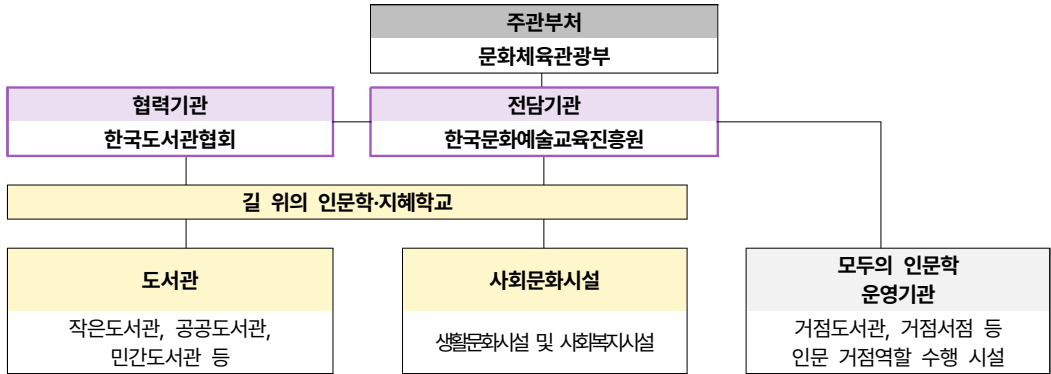 주관부처
문화체육관광부
협력기관
한국도서관협회
전담기관
한국문화예술교육진흥원
길 위의 인문학·지혜학교
도서관
작은도서관, 공공도서관,
민간도서관 등
사회문화시설
생활문화시설 및 사회복지시설
모두의 인문학
운영기관
거점도서관, 거점서점 등
인문 거점역할 수행 시설